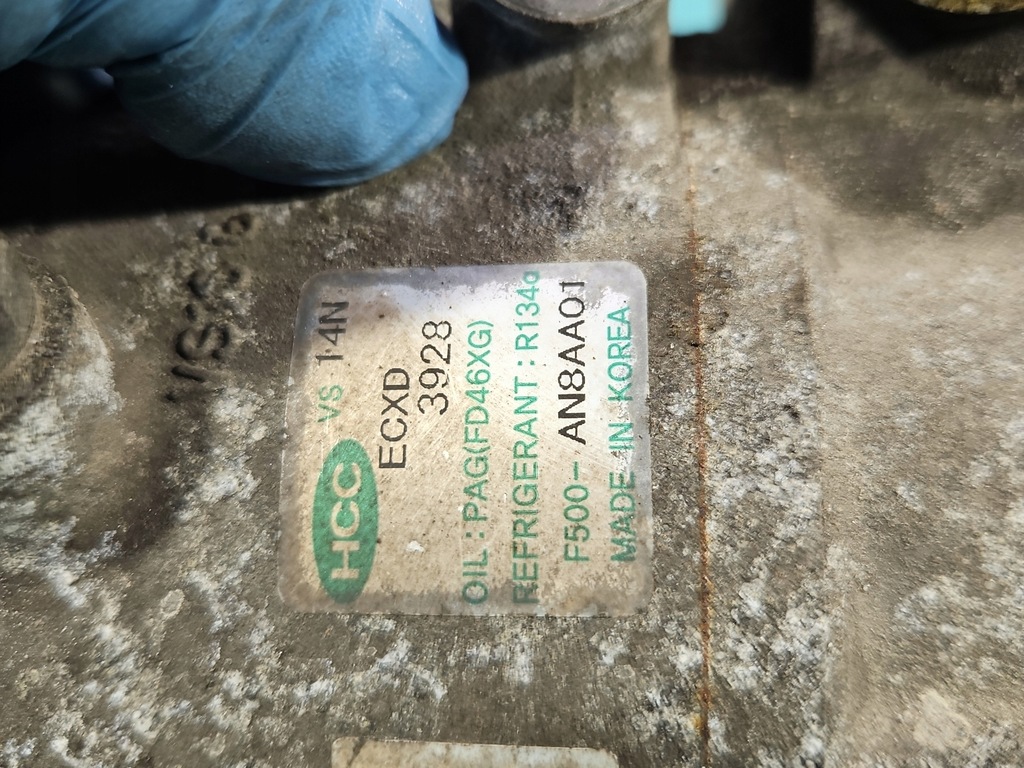 HCC VS 14N
ECXD
3928
OIL : PAG(FD46XG)
REFRIGERANT : R134a
F500-AN8AA01
MADE IN KOREA.